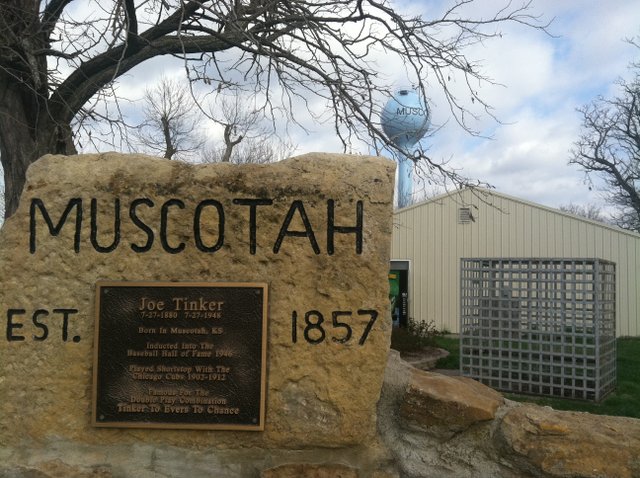 MUSCO
MUSCOTAH
EST. 1857
Joe Tinker
7-27-1880 7-27-1948
Born In Muscotah, KS
Inducted Into The
Baseball Hall of Fame 1946
Played Shortstop With The
Chicago Cubs 1902-1912
Famous For The
Double Play Combination
Tinker To Evers To Chance